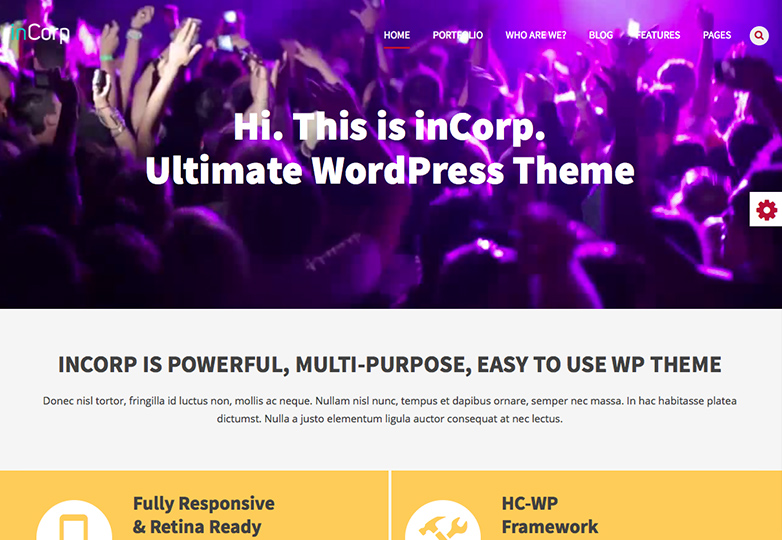 inCorp
HOME PORTFOLIO WHO ARE WE? BLOG FEATURES PAGES
Hi. This is inCorp.
Ultimate WordPress Theme
INCORP IS POWERFUL, MULTI-PURPOSE, EASY TO USE WP THEME
Donec nisl tortor, fringilla id luctus non, mollis ac neque. Nullam nisl nunc, tempus et dapibus ornare, semper nec massa. In hac habitasse platea
dictumst. Nulla a justo elementum ligula auctor consequat at nec lectus.
Fully Responsive
& Retina Ready
HC-WP
Framework